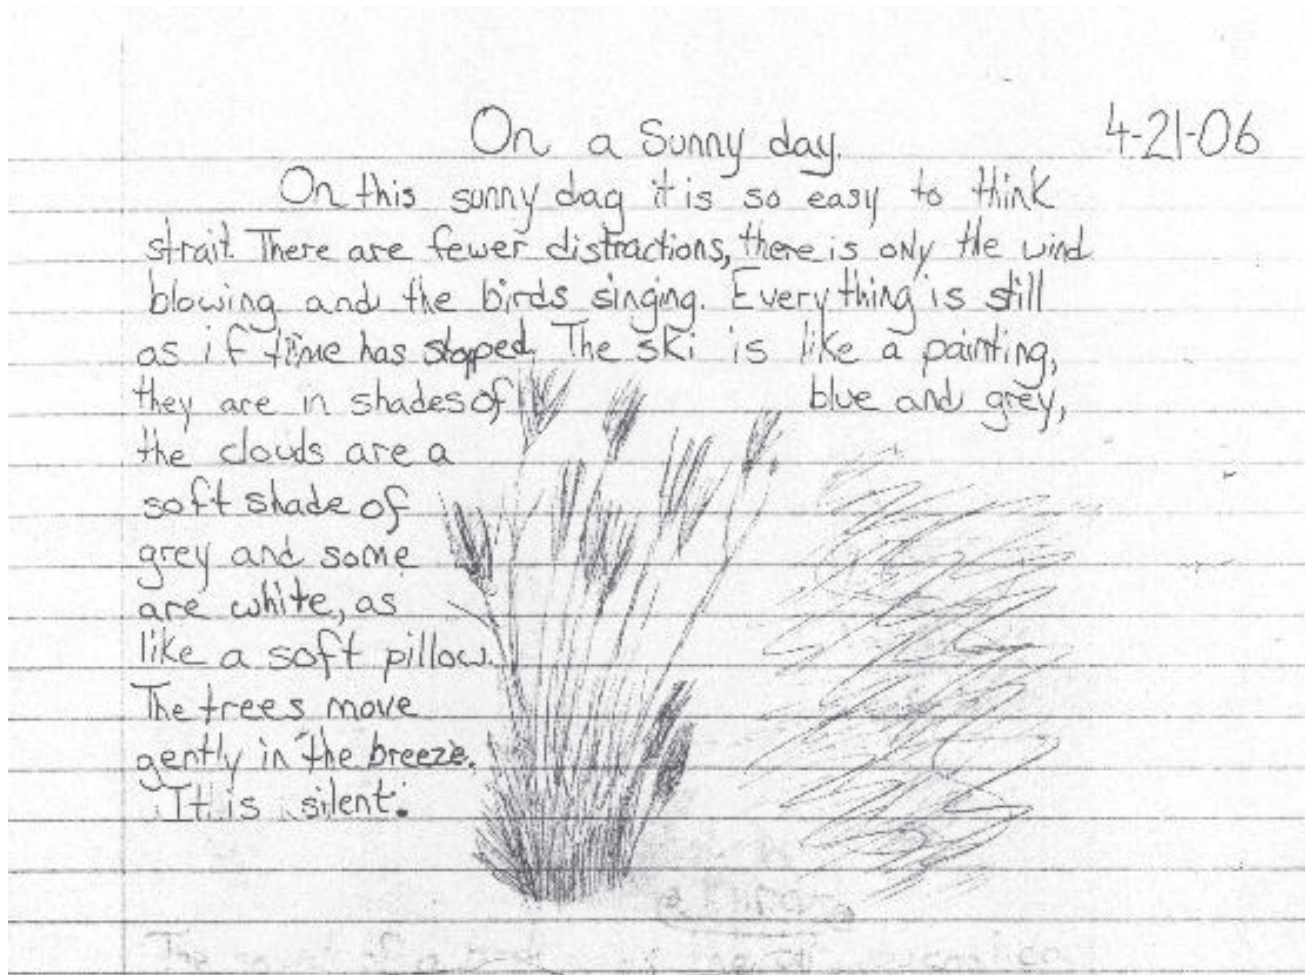 On a Sunny day. 4-21-06
On this sunny dag it is so easy to think
strait. There are fewer distractions, there is only the wind
blowing and the birds singing. Everything is still
as if time has stopped. The ski is like a painting,
they are in shades of blue and grey,
the clouds are a
soft shade of
grey and some
are white, as
like a soft pillow.
The trees move
gently in the breeze.
It is silent.